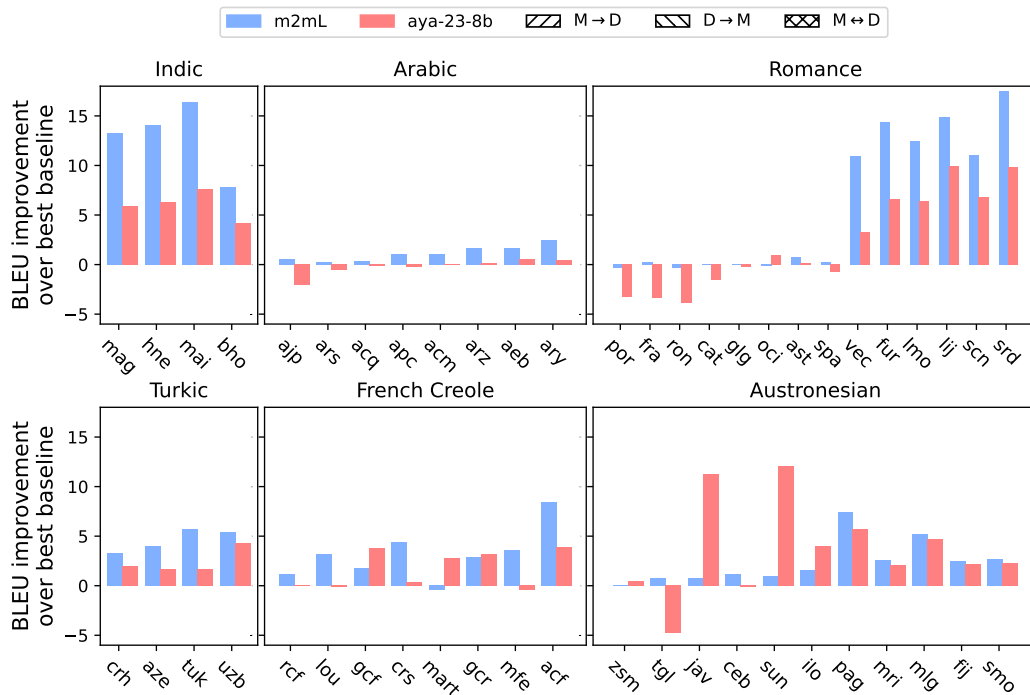 m2mL aya-23-8b M→D D→M M↔D
Indic Arabic Romance
BLEU improvement
over best baseline
15
10
5
0
−5
mag hne mai bho ajp ars acq apc acm arz aeb ary por fra ron cat glg oci ast spa vec fur lmo lij scn srd
Turkic French Creole Austronesian
BLEU improvement
over best baseline
15
10
5
0
−5
crh aze tuk uzb rcf lou gcf crs mart gcr mfe acf zsm tgl jav ceb sun ilo pag mri mlg fij smo